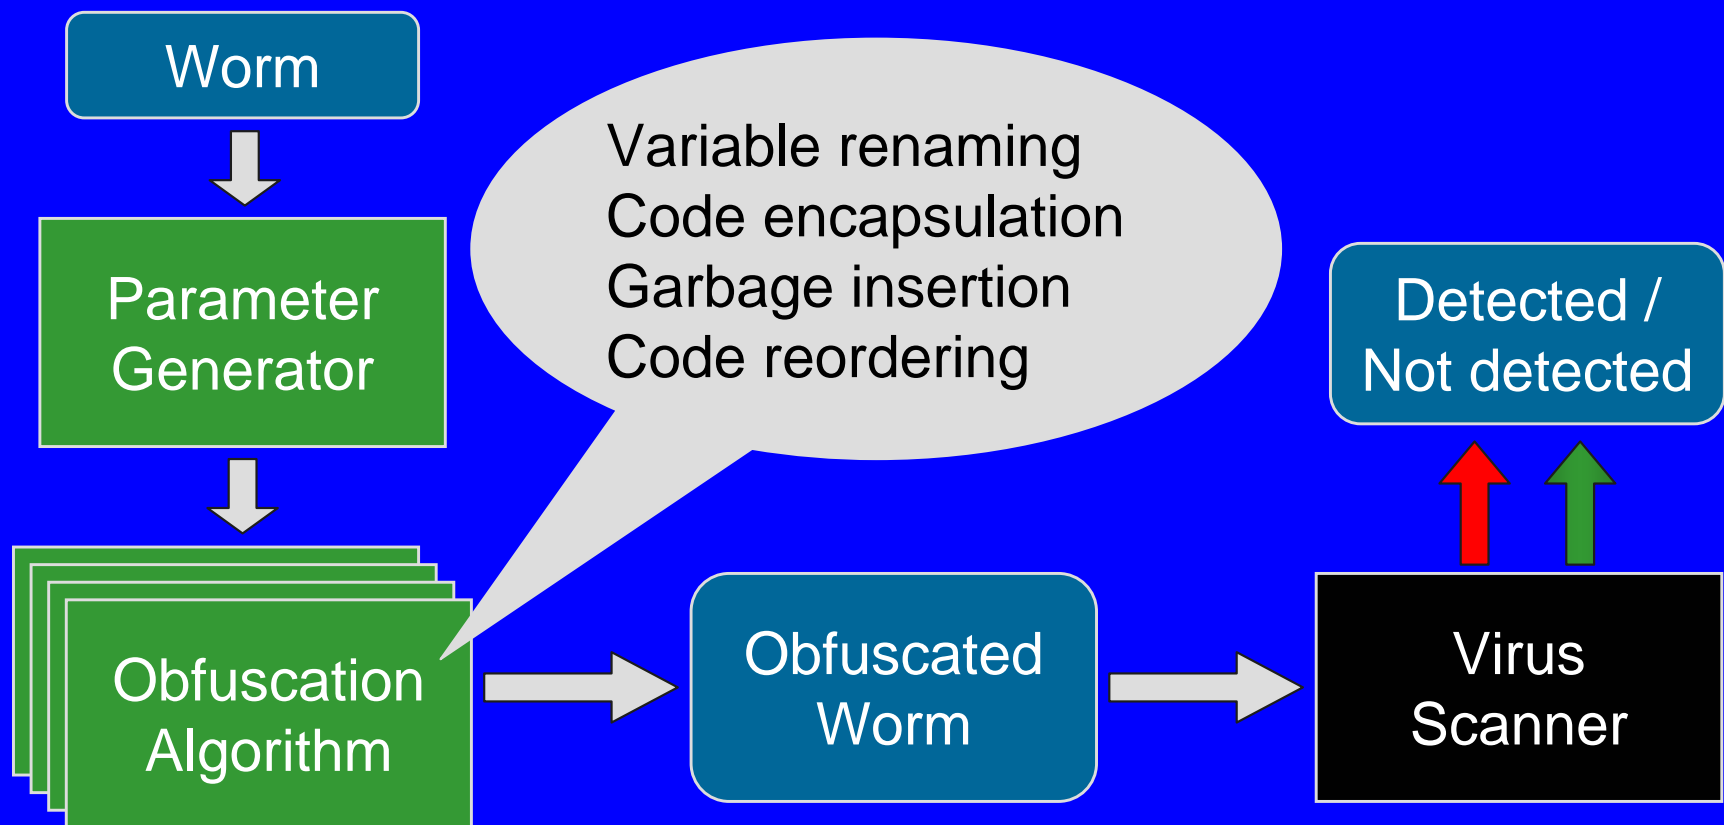 Worm
Parameter
Generator
Variable renaming
Code encapsulation
Garbage insertion
Code reordering
Obfuscation
Algorithm
Obfuscated
Worm
Virus
Scanner
Detected /
Not detected